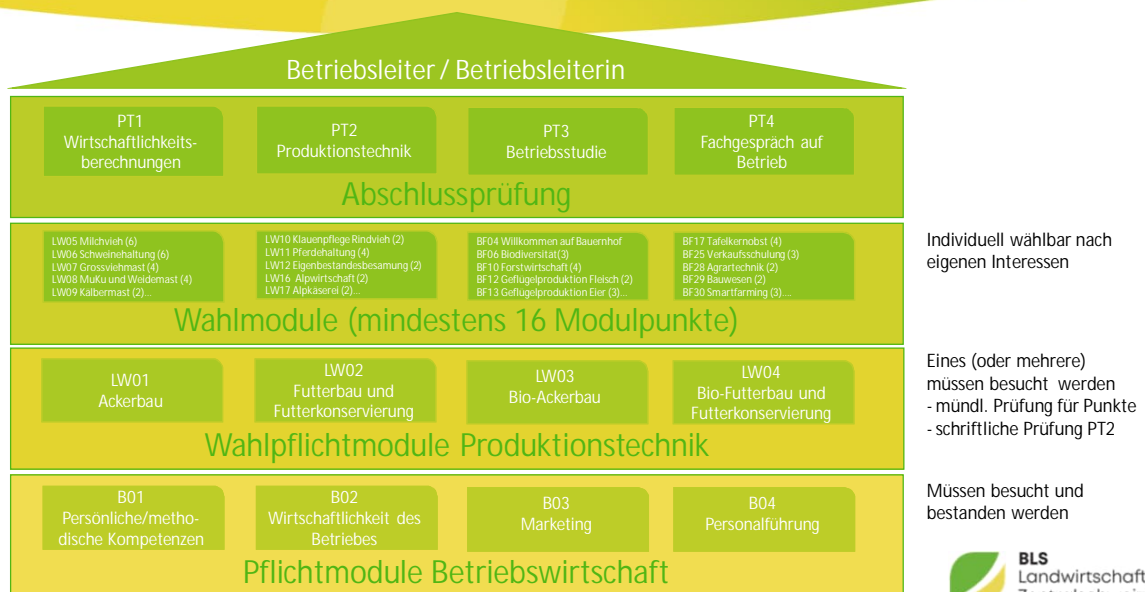 Betriebsleiter / Betriebsleiterin
PT1
Wirtschaftlichkeits-
berechnungen
PT2
Produktionstechnik
PT3
Betriebsstudie
PT4
Fachgespräch auf
Betrieb
Abschlussprüfung
LW05 Milchvieh (6)
LW06 Schweinehaltung (6)
LW07 Grossviehmast (4)
LW08 MuKu und Weidemast (4)
LW09 Kälbermast (2)...
LW10 Klauenpflege Rindvieh (2)
LW11 Pferdehaltung (4)
LW12 Eigenbestandesbesamung (2)
LW16 Alpwirtschaft (2)
LW17 Alpkäserei (2)...
BF04 Willkommen auf Bauernhof
BF06 Biodiversität(3)
BF10 Forstwirtschaft (4)
BF12 Geflügelproduktion Fleisch (2)
BF13 Geflügelproduktion Eier (3)...
BF17 Tafelkernobst (4)
BF25 Verkaufsschulung (3)
BF28 Agrartechnik (2)
BF29 Bauwesen (2)
BF30 Smartfarming (3)....
Wahlmodule (mindestens 16 Modulpunkte)
Individuell wählbar nach
eigenen Interessen
LW01
Ackerbau
LW02
Futterbau und
Futterkonservierung
LW03
Bio-Ackerbau
LW04
Bio-Futterbau und
Futterkonservierung
Wahlpflichtmodule Produktionstechnik
Eines (oder mehrere)
müssen besucht werden
- mündl. Prüfung für Punkte
- schriftliche Prüfung PT2
B01
Persönliche/metho-
dische Kompetenzen
B02
Wirtschaftlichkeit des
Betriebes
B03
Marketing
B04
Personalführung
Pflichtmodule Betriebswirtschaft
Müssen besucht und
bestanden werden
BLS
Landwirtschaft